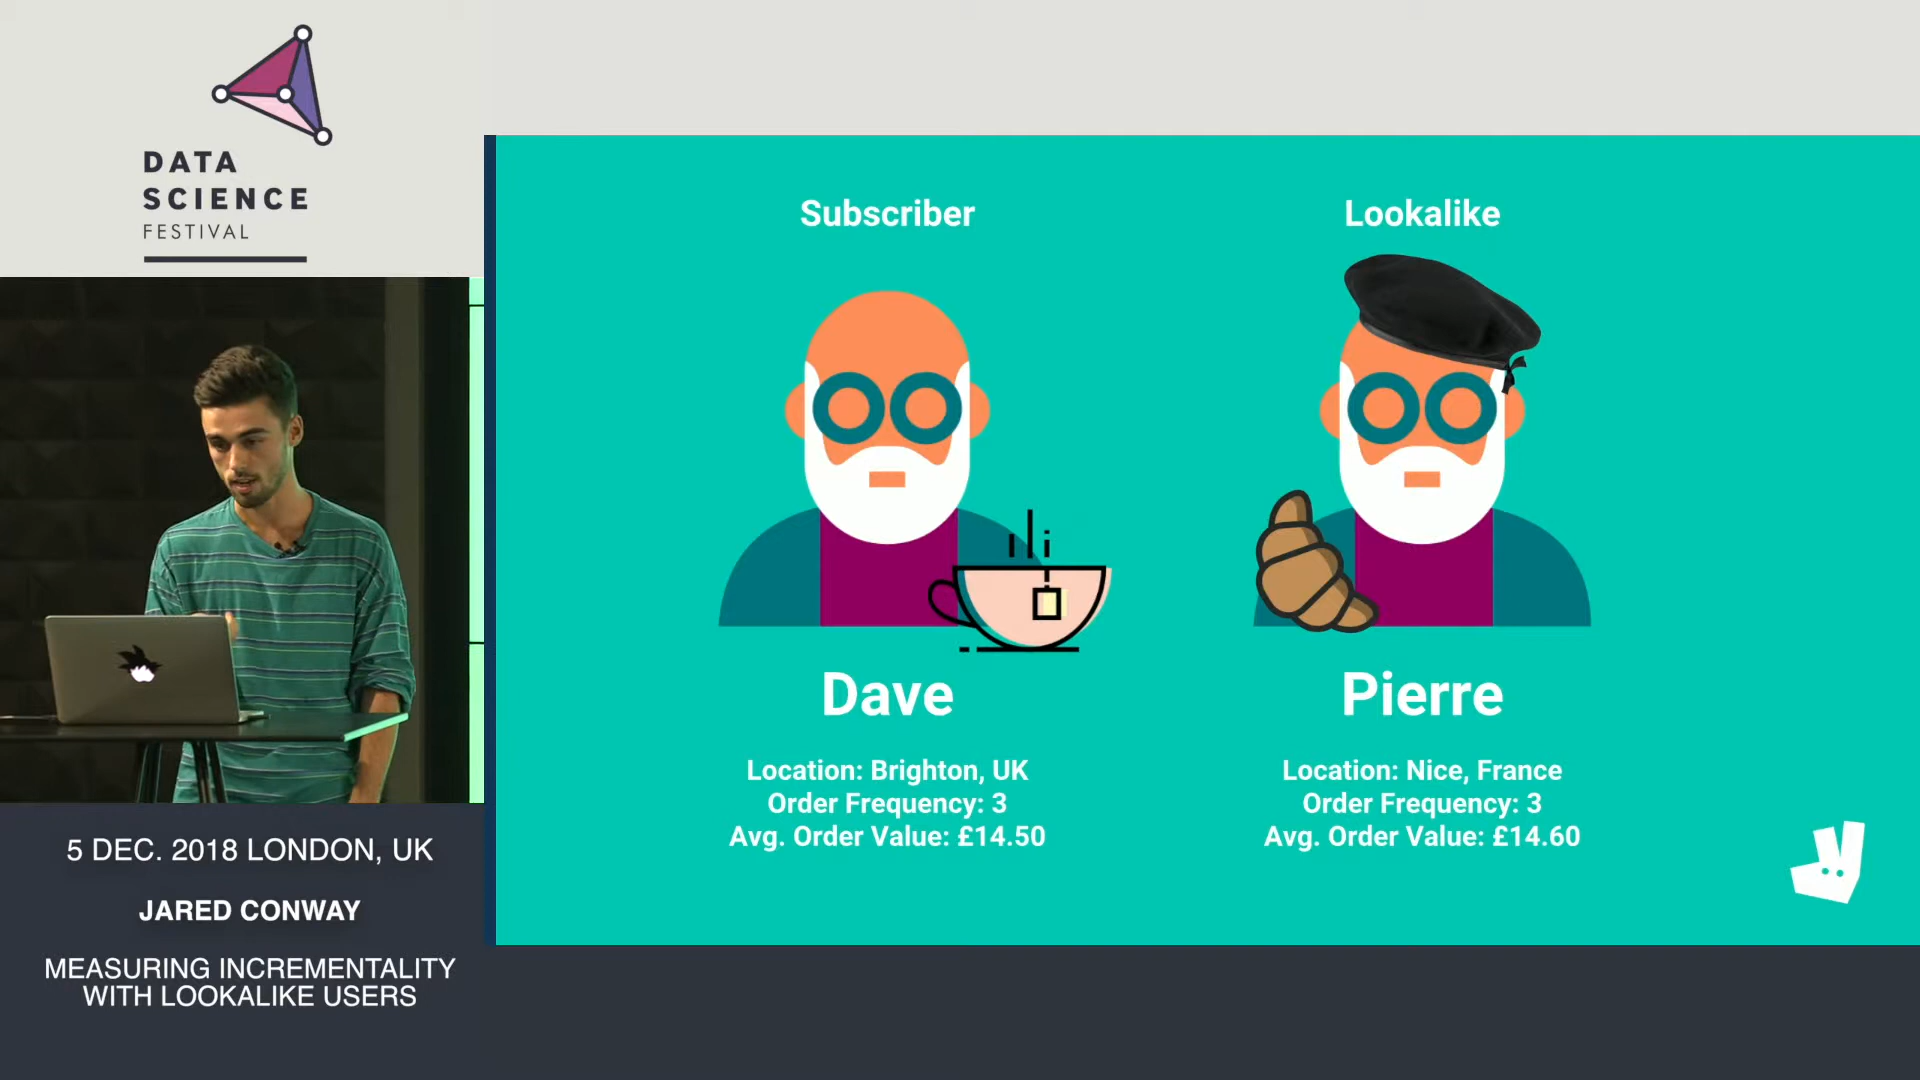 DATA
SCIENCE
FESTIVAL
5 DEC. 2018 LONDON, UK
JARED CONWAY
MEASURING INCREMENTALITY
WITH LOOKALIKE USERS
Subscriber
Lookalike
Dave
Pierre
Location: Brighton, UK
Order Frequency: 3
Avg. Order Value: £14.50
Location: Nice, France
Order Frequency: 3
Avg. Order Value: £14.60